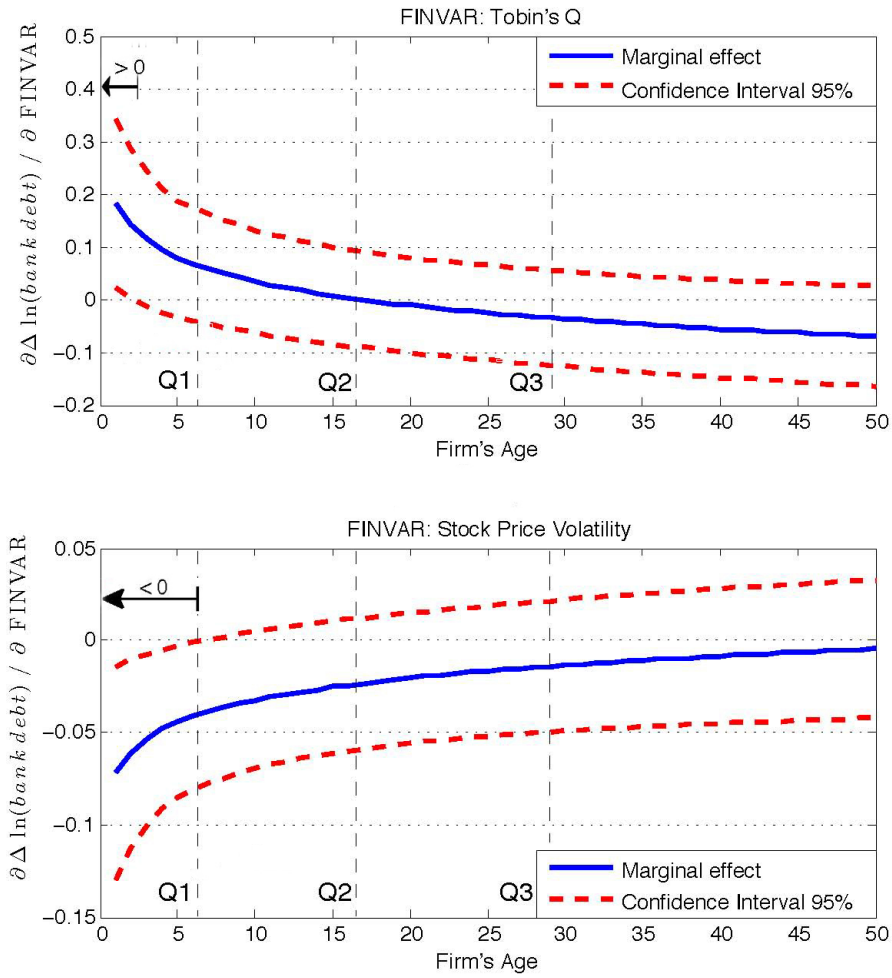 FINVAR: Tobin's Q
0.5
0.4
0.3
0.2
0.1
0
−0.1
−0.2
∂Δ ln(bank debt) / ∂ FINVAR
> 0
Marginal effect
Confidence Interval 95%
Q1
Q2
Q3
0 5 10 15 20 25 30 35 40 45 50
Firm's Age
FINVAR: Stock Price Volatility
0.05
0
−0.05
−0.1
−0.15
∂Δ ln(bank debt) / ∂ FINVAR
< 0
Q1
Q2
Q3
Marginal effect
Confidence Interval 95%
0 5 10 15 20 25 30 35 40 45 50
Firm's Age